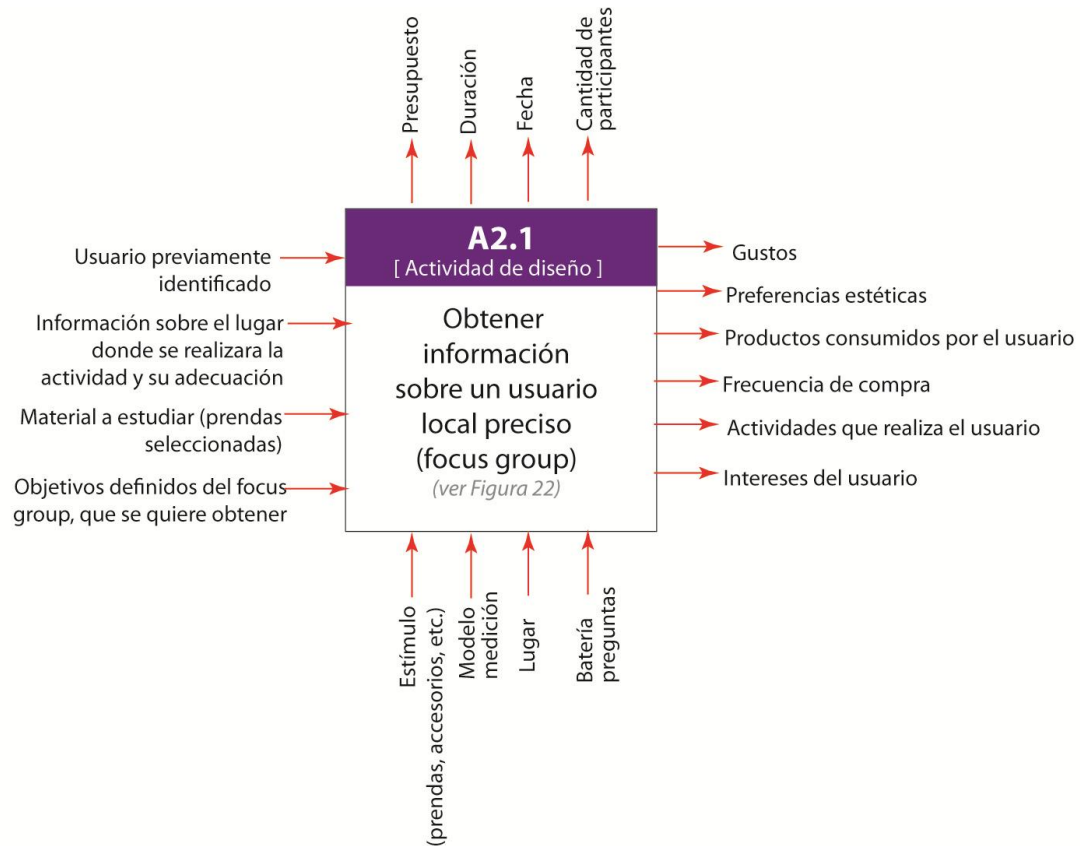 Presupuesto
Duración
Fecha
Cantidad de
participantes
A2.1
[ Actividad de diseño ]
Obtener
información
sobre un usuario
local preciso
(focus group)
(ver Figura 22)
Usuario previamente
identificado
Información sobre el lugar
donde se realizara la
actividad y su adecuación
Material a estudiar (prendas
seleccionadas)
Objetivos definidos del focus
group, que se quiere obtener
Gustos
Preferencias estéticas
Productos consumidos por el usuario
Frecuencia de compra
Actividades que realiza el usuario
Intereses del usuario
Estímulo
(prendas, accesorios, etc.)
Modelo
medición
Lugar
Batería
preguntas